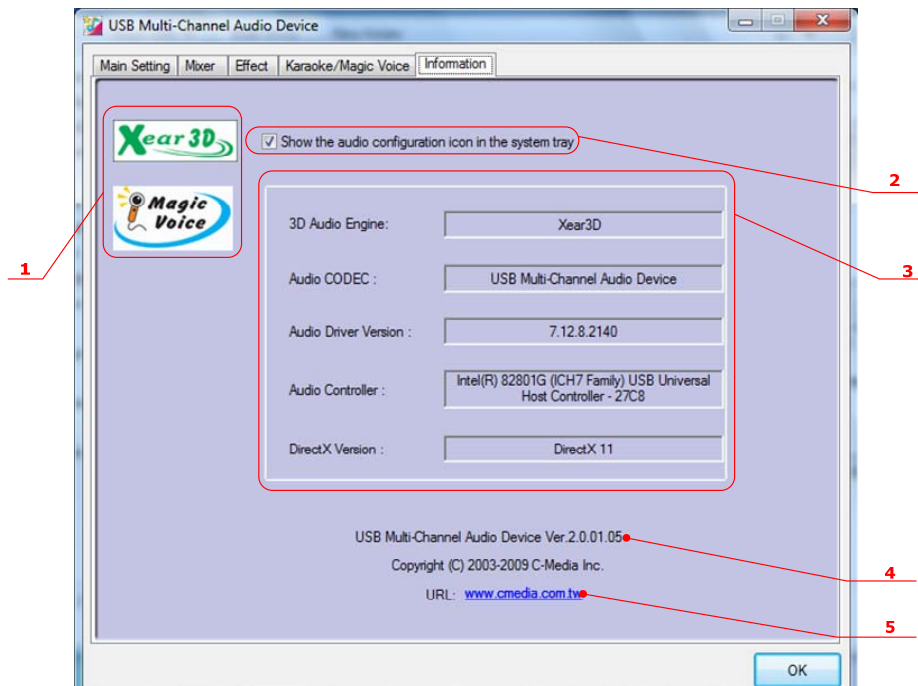 USB Multi-Channel Audio Device
Main Setting Mixer Effect Karaoke/Magic Voice Information
Xear 3D
Show the audio configuration icon in the system tray
2
Magic
Voice
3D Audio Engine: Xear3D
1
3
Audio CODEC : USB Multi-Channel Audio Device
Audio Driver Version : 7.12.8.2140
Audio Controller : Intel(R) 82801G (ICH7 Family) USB Universal
Host Controller - 27C8
DirectX Version : DirectX 11
USB Multi-Channel Audio Device Ver.2.0.01.05
Copyright (C) 2003-2009 C-Media Inc.
4
URL: www.cmedia.com.tw
5
OK